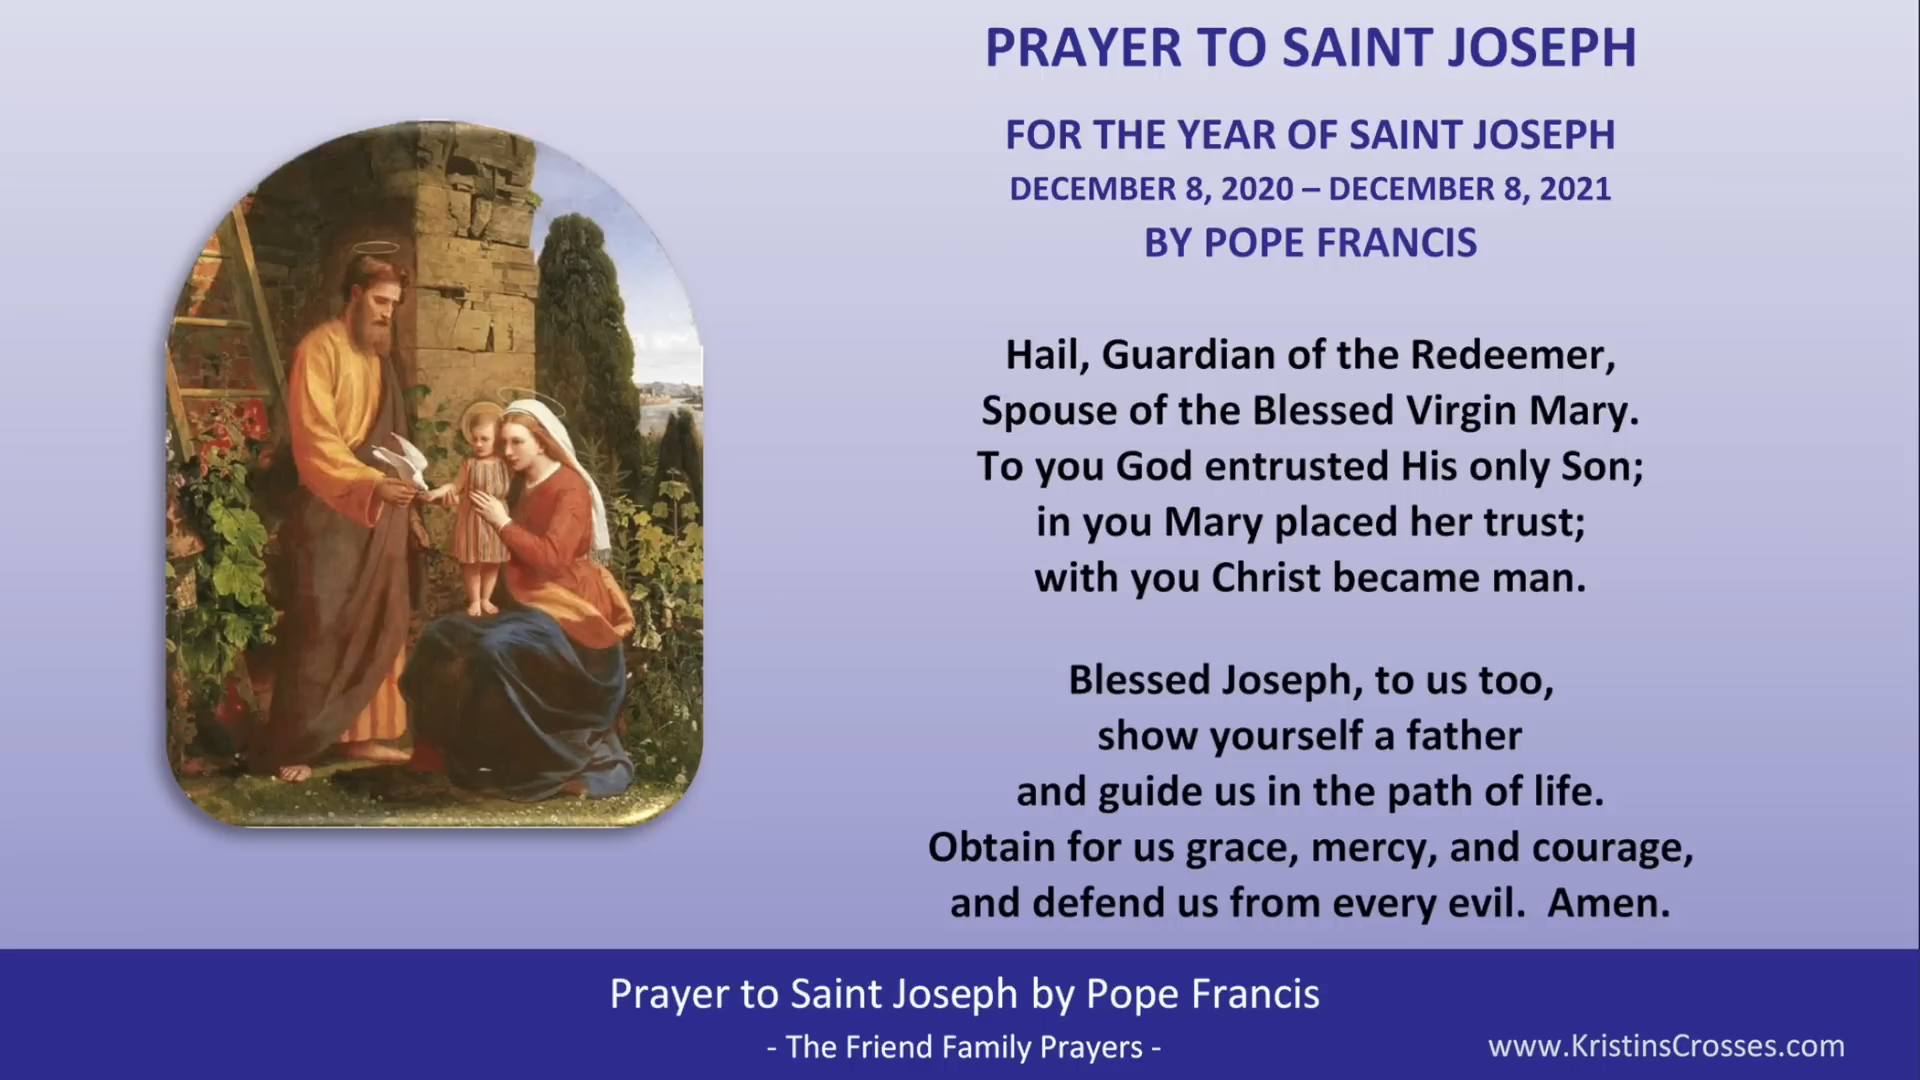 PRAYER TO SAINT JOSEPH
FOR THE YEAR OF SAINT JOSEPH
DECEMBER 8, 2020 – DECEMBER 8, 2021
BY POPE FRANCIS
Hail, Guardian of the Redeemer,
Spouse of the Blessed Virgin Mary.
To you God entrusted His only Son;
in you Mary placed her trust;
with you Christ became man.
Blessed Joseph, to us too,
show yourself a father
and guide us in the path of life.
Obtain for us grace, mercy, and courage,
and defend us from every evil.  Amen.
Prayer to Saint Joseph by Pope Francis
- The Friend Family Prayers -
www.KristinsCrosses.com